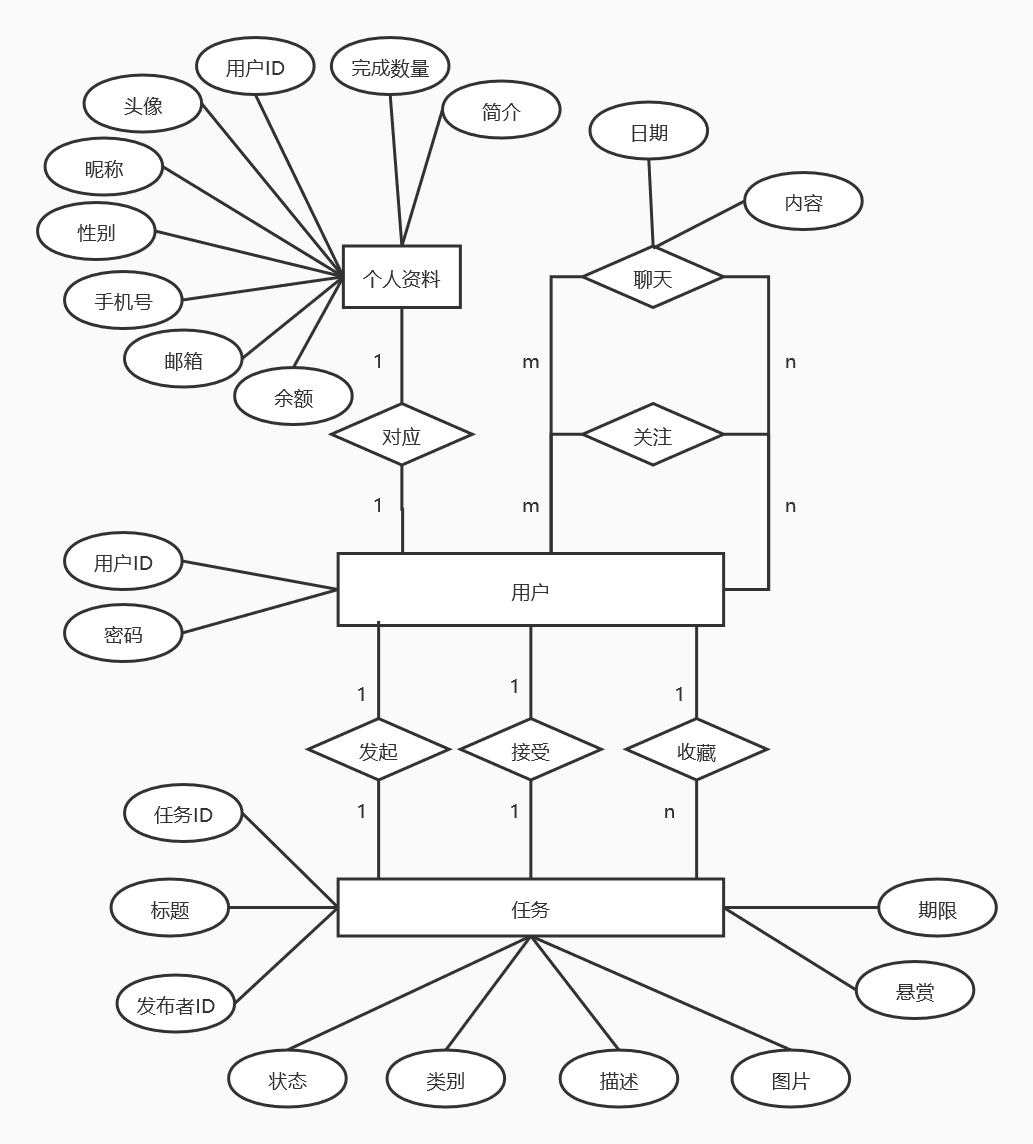 用户ID
完成数量
头像
简介
日期
昵称
内容
性别
个人资料
聊天
手机号
邮箱
1
m
n
余额
对应
关注
1
m
n
用户ID
用户
密码
1
1
1
发起
接受
收藏
1
1
n
任务ID
标题
任务
期限
发布者ID
悬赏
状态
类别
描述
图片